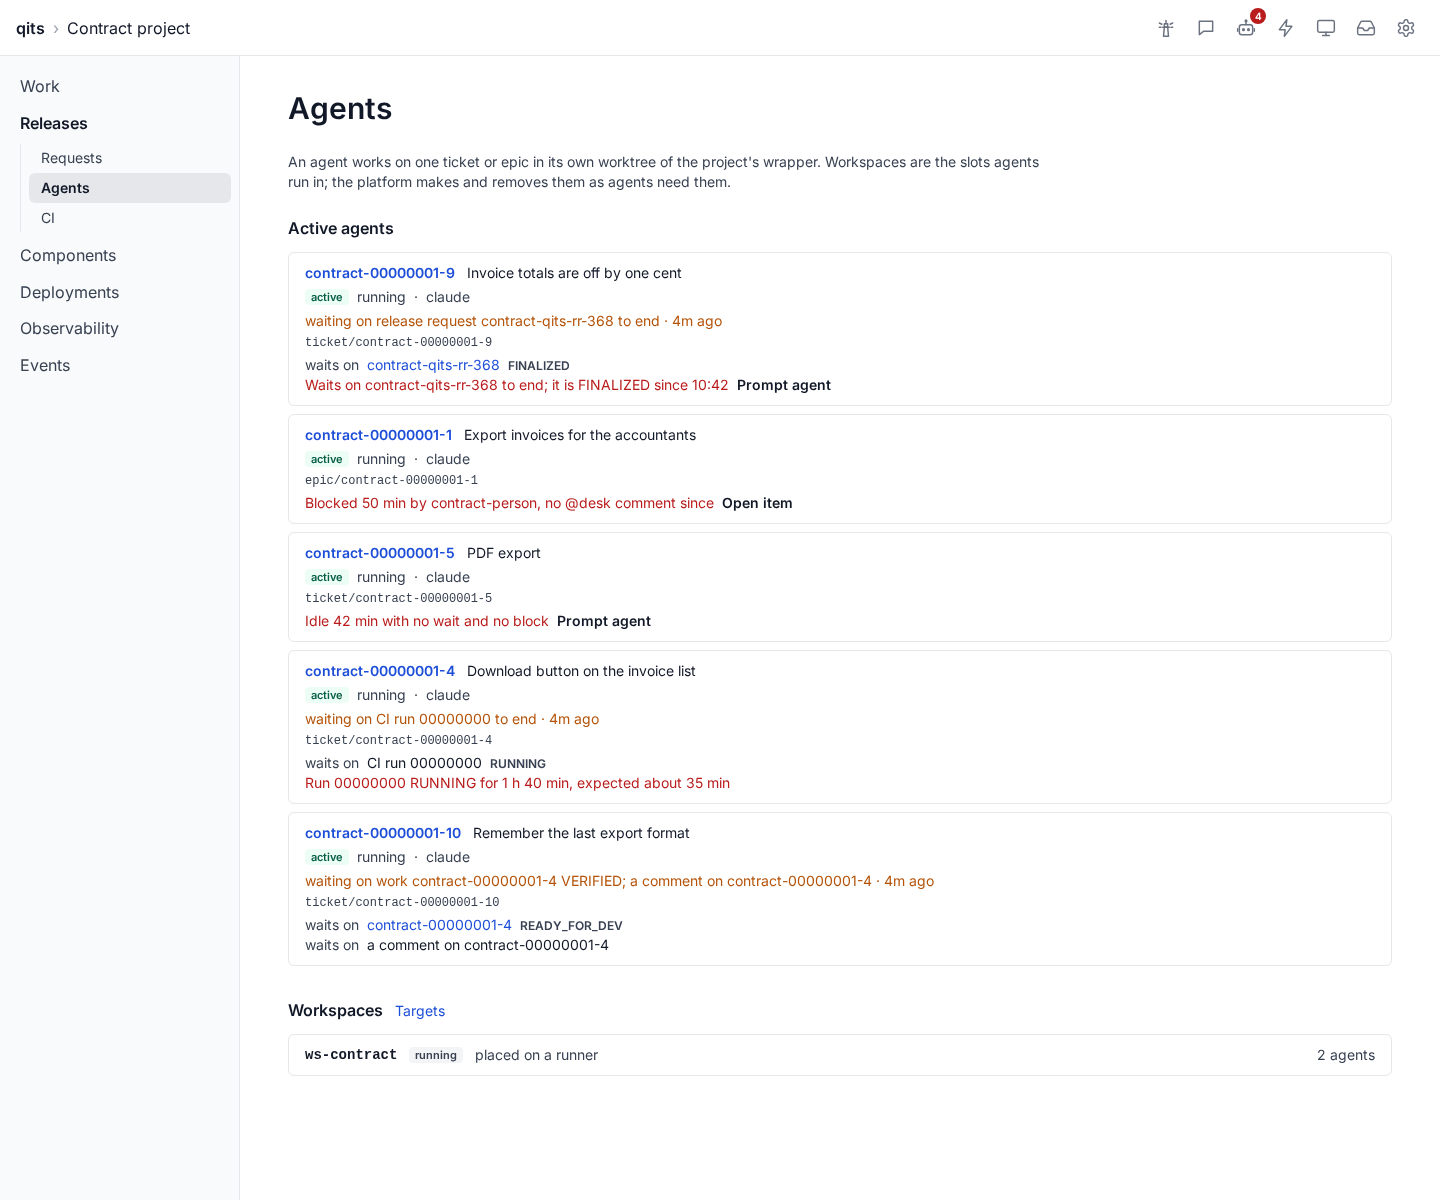 qits › Contract project
4
Work
Releases
Requests
Agents
CI
Components
Deployments
Observability
Events
Agents
An agent works on one ticket or epic in its own worktree of the project's wrapper. Workspaces are the slots agents
run in; the platform makes and removes them as agents need them.
Active agents
contract-00000001-9 Invoice totals are off by one cent
active running · claude
waiting on release request contract-qits-rr-368 to end · 4m ago
ticket/contract-00000001-9
waits on contract-qits-rr-368 FINALIZED
Waits on contract-qits-rr-368 to end; it is FINALIZED since 10:42 Prompt agent
contract-00000001-1 Export invoices for the accountants
active running · claude
epic/contract-00000001-1
Blocked 50 min by contract-person, no @desk comment since Open item
contract-00000001-5 PDF export
active running · claude
ticket/contract-00000001-5
Idle 42 min with no wait and no block Prompt agent
contract-00000001-4 Download button on the invoice list
active running · claude
waiting on CI run 00000000 to end · 4m ago
ticket/contract-00000001-4
waits on CI run 00000000 RUNNING
Run 00000000 RUNNING for 1 h 40 min, expected about 35 min
contract-00000001-10 Remember the last export format
active running · claude
waiting on work contract-00000001-4 VERIFIED; a comment on contract-00000001-4 · 4m ago
ticket/contract-00000001-10
waits on contract-00000001-4 READY_FOR_DEV
waits on a comment on contract-00000001-4
Workspaces Targets
ws-contract running placed on a runner 2 agents